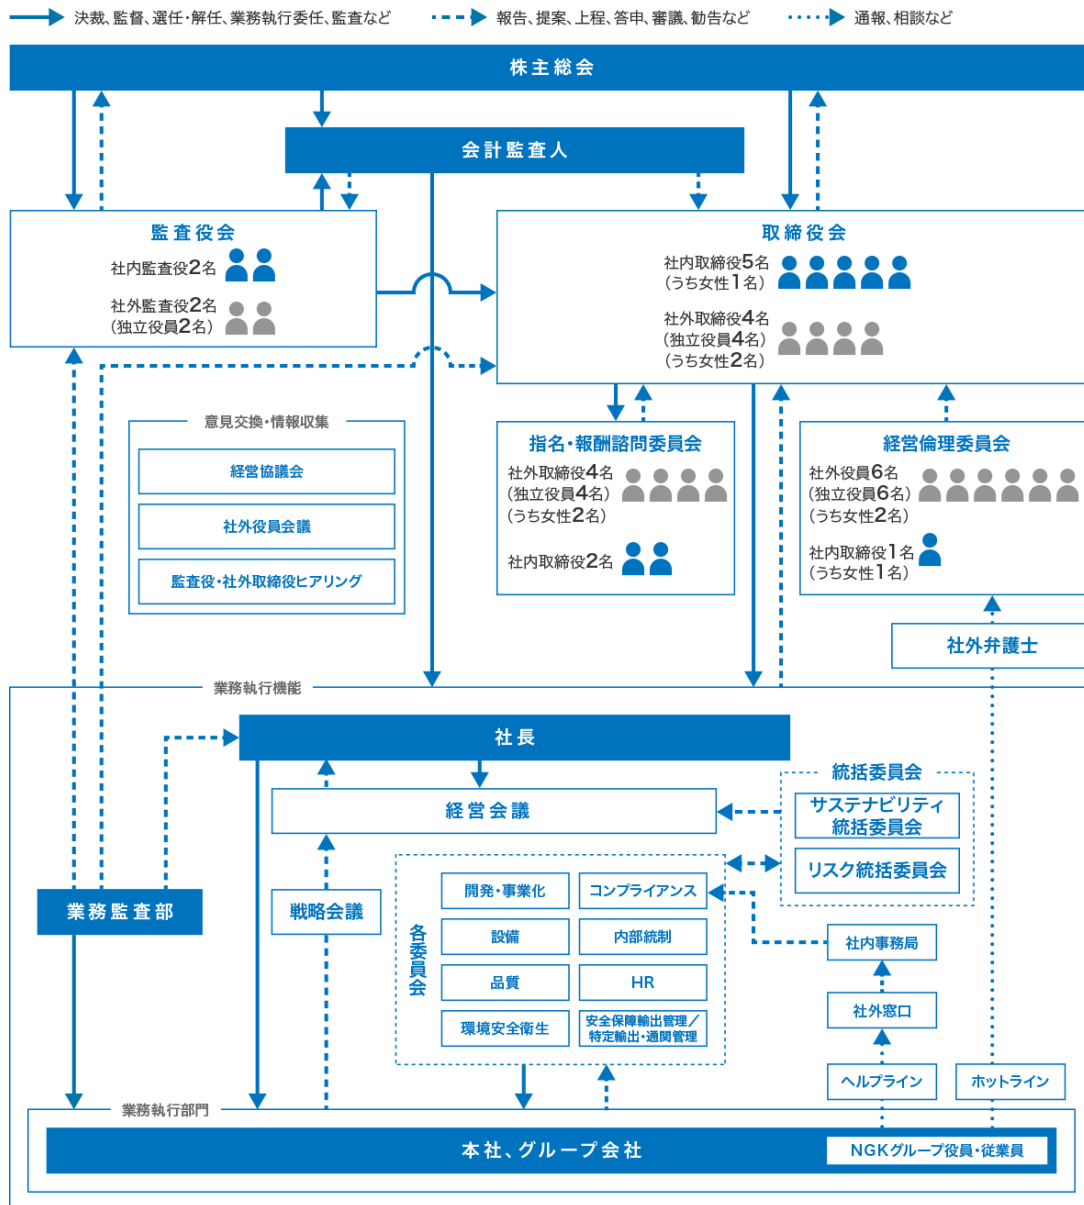 決裁、監督、選任・解任、業務執行委任、監査など
報告、提案、上程、答申、審議、勧告など
通報、相談など
株主総会
会計監査人
監査役会
社内監査役2名
社外監査役2名
(独立役員2名)
取締役会
社内取締役5名
(うち女性1名)
社外取締役4名
(独立役員4名)
(うち女性2名)
意見交換・情報収集
経営協議会
社外役員会議
監査役・社外取締役ヒアリング
指名・報酬諮問委員会
社外取締役4名
(独立役員4名)
(うち女性2名)
社内取締役2名
経営倫理委員会
社外役員6名
(独立役員6名)
(うち女性2名)
社内取締役1名
(うち女性1名)
社外弁護士
業務執行機能
社長
経営会議
統括委員会
サステナビリティ
統括委員会
リスク統括委員会
業務監査部
戦略会議
各委員会
開発・事業化
コンプライアンス
設備
内部統制
品質
HR
環境安全衛生
安全保障輸出管理／
特定輸出・通関管理
社内事務局
社外窓口
ヘルプライン
ホットライン
業務執行部門
本社、グループ会社
NGKグループ役員・従業員